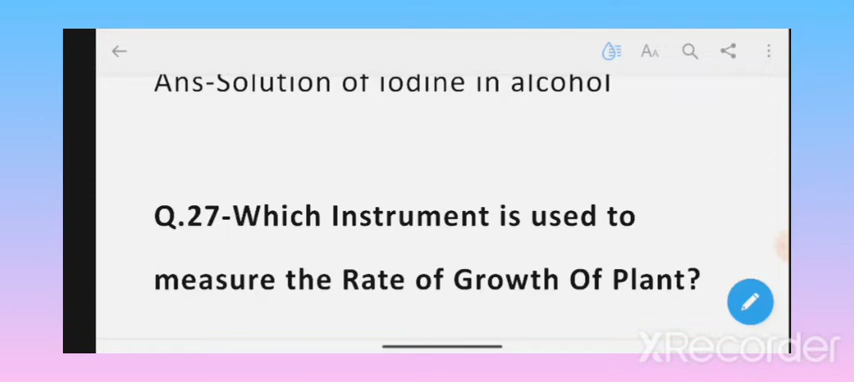 Ans-Solution of Iodine in alcohol
Q.27-Which Instrument is used to
measure the Rate of Growth Of Plant?
XRecorder